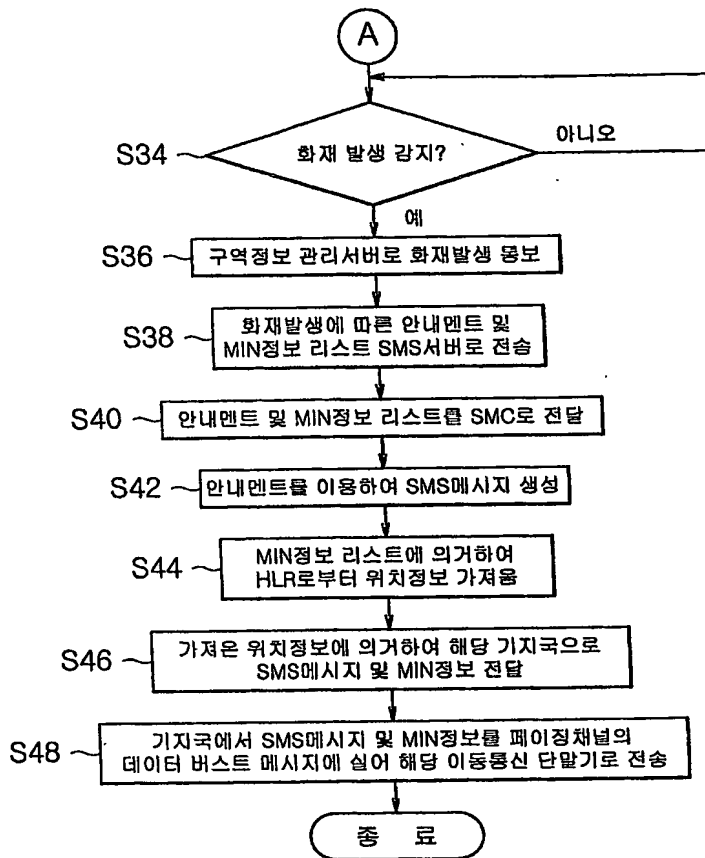 A
S34
화재 발생 감지?
아니오
예
S36
구역정보 관리서버로 화재발생 통보
S38
화재발생에 따른 안내멘트 및
MIN정보 리스트 SMS서버로 전송
S40
안내멘트 및 MIN정보 리스트를 SMC로 전달
S42
안내멘트를 이용하여 SMS메시지 생성
S44
MIN정보 리스트에 의거하여
HLR로부터 위치정보 가져옴
S46
가져온 위치정보에 의거하여 해당 기지국으로
SMS메시지 및 MIN정보 전달
S48
기지국에서 SMS메시지 및 MIN정보를 페이징채널의
데이터 버스트 메시지에 실어 해당 이동통신 단말기로 전송
종 료